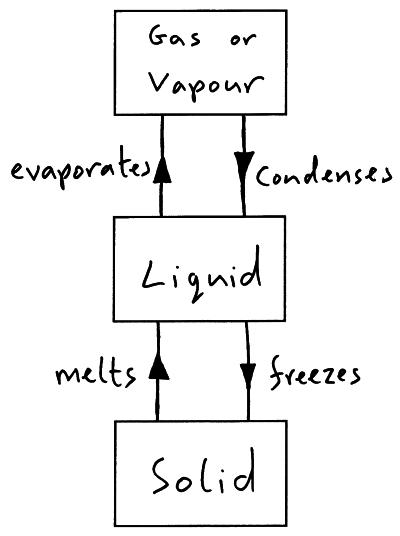 Gas or
Vapour
evaporates
Condenses
Liquid
melts
freezes
Solid